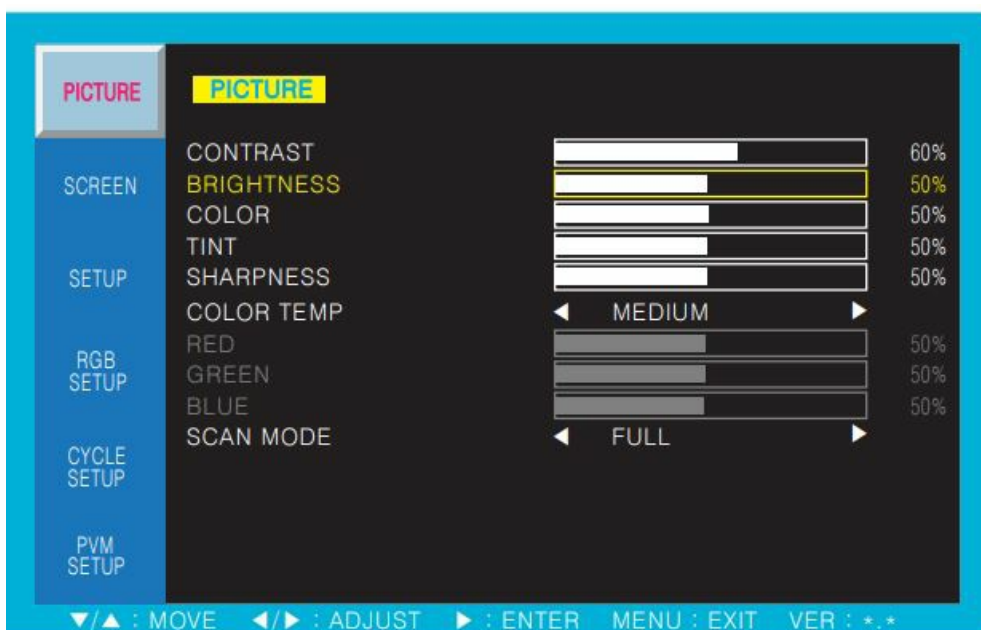 PICTURE
SCREEN
SETUP
RGB
SETUP
CYCLE
SETUP
PVM
SETUP
PICTURE
CONTRAST 60%
BRIGHTNESS 50%
COLOR 50%
TINT 50%
SHARPNESS 50%
COLOR TEMP ◀ MEDIUM ▶
RED 50%
GREEN 50%
BLUE 50%
SCAN MODE ◀ FULL ▶
▼/▲ : MOVE ◀/▶ : ADJUST ▶ : ENTER MENU : EXIT VER : *.*